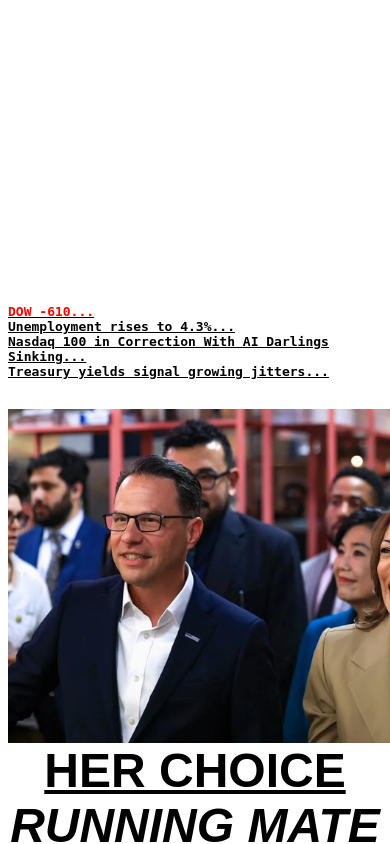 DOW -610...
Unemployment rises to 4.3%...
Nasdaq 100 in Correction With AI Darlings
Sinking...
Treasury yields signal growing jitters...
HER CHOICE
RUNNING MATE